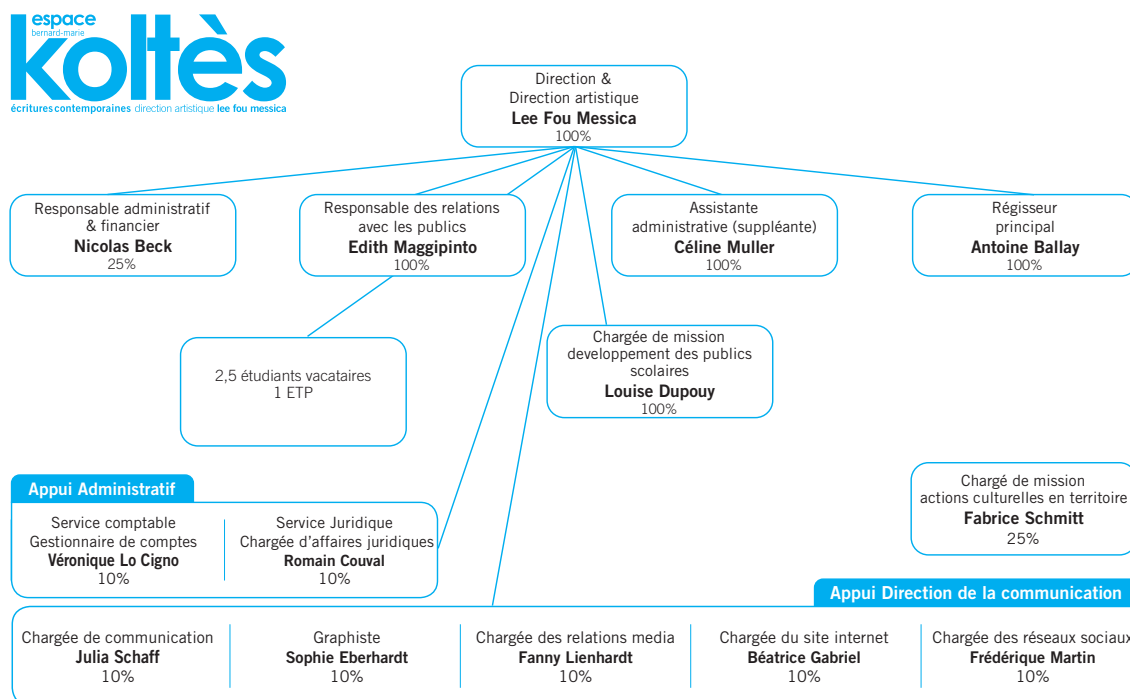 espace
bernard-marie
koltès
écritures contemporaines direction artistique lee fou messica
Direction &
Direction artistique
Lee Fou Messica
100%
Responsable administratif
& financier
Nicolas Beck
25%
Responsable des relations
avec les publics
Edith Maggipinto
100%
Assistante
administrative (suppléante)
Céline Muller
100%
Régisseur
principal
Antoine Ballay
100%
2,5 étudiants vacataires
1 ETP
Chargée de mission
developpement des publics
scolaires
Louise Dupouy
100%
Chargé de mission
actions culturelles en territoire
Fabrice Schmitt
25%
Appui Administratif
Service comptable
Gestionnaire de comptes
Véronique Lo Cigno
10%
Service Juridique
Chargée d'affaires juridiques
Romain Couval
10%
Appui Direction de la communication
Chargée de communication
Julia Schaff
10%
Graphiste
Sophie Eberhardt
10%
Chargée des relations media
Fanny Lienhardt
10%
Chargée du site internet
Béatrice Gabriel
10%
Chargée des réseaux sociaux
Frédérique Martin
10%